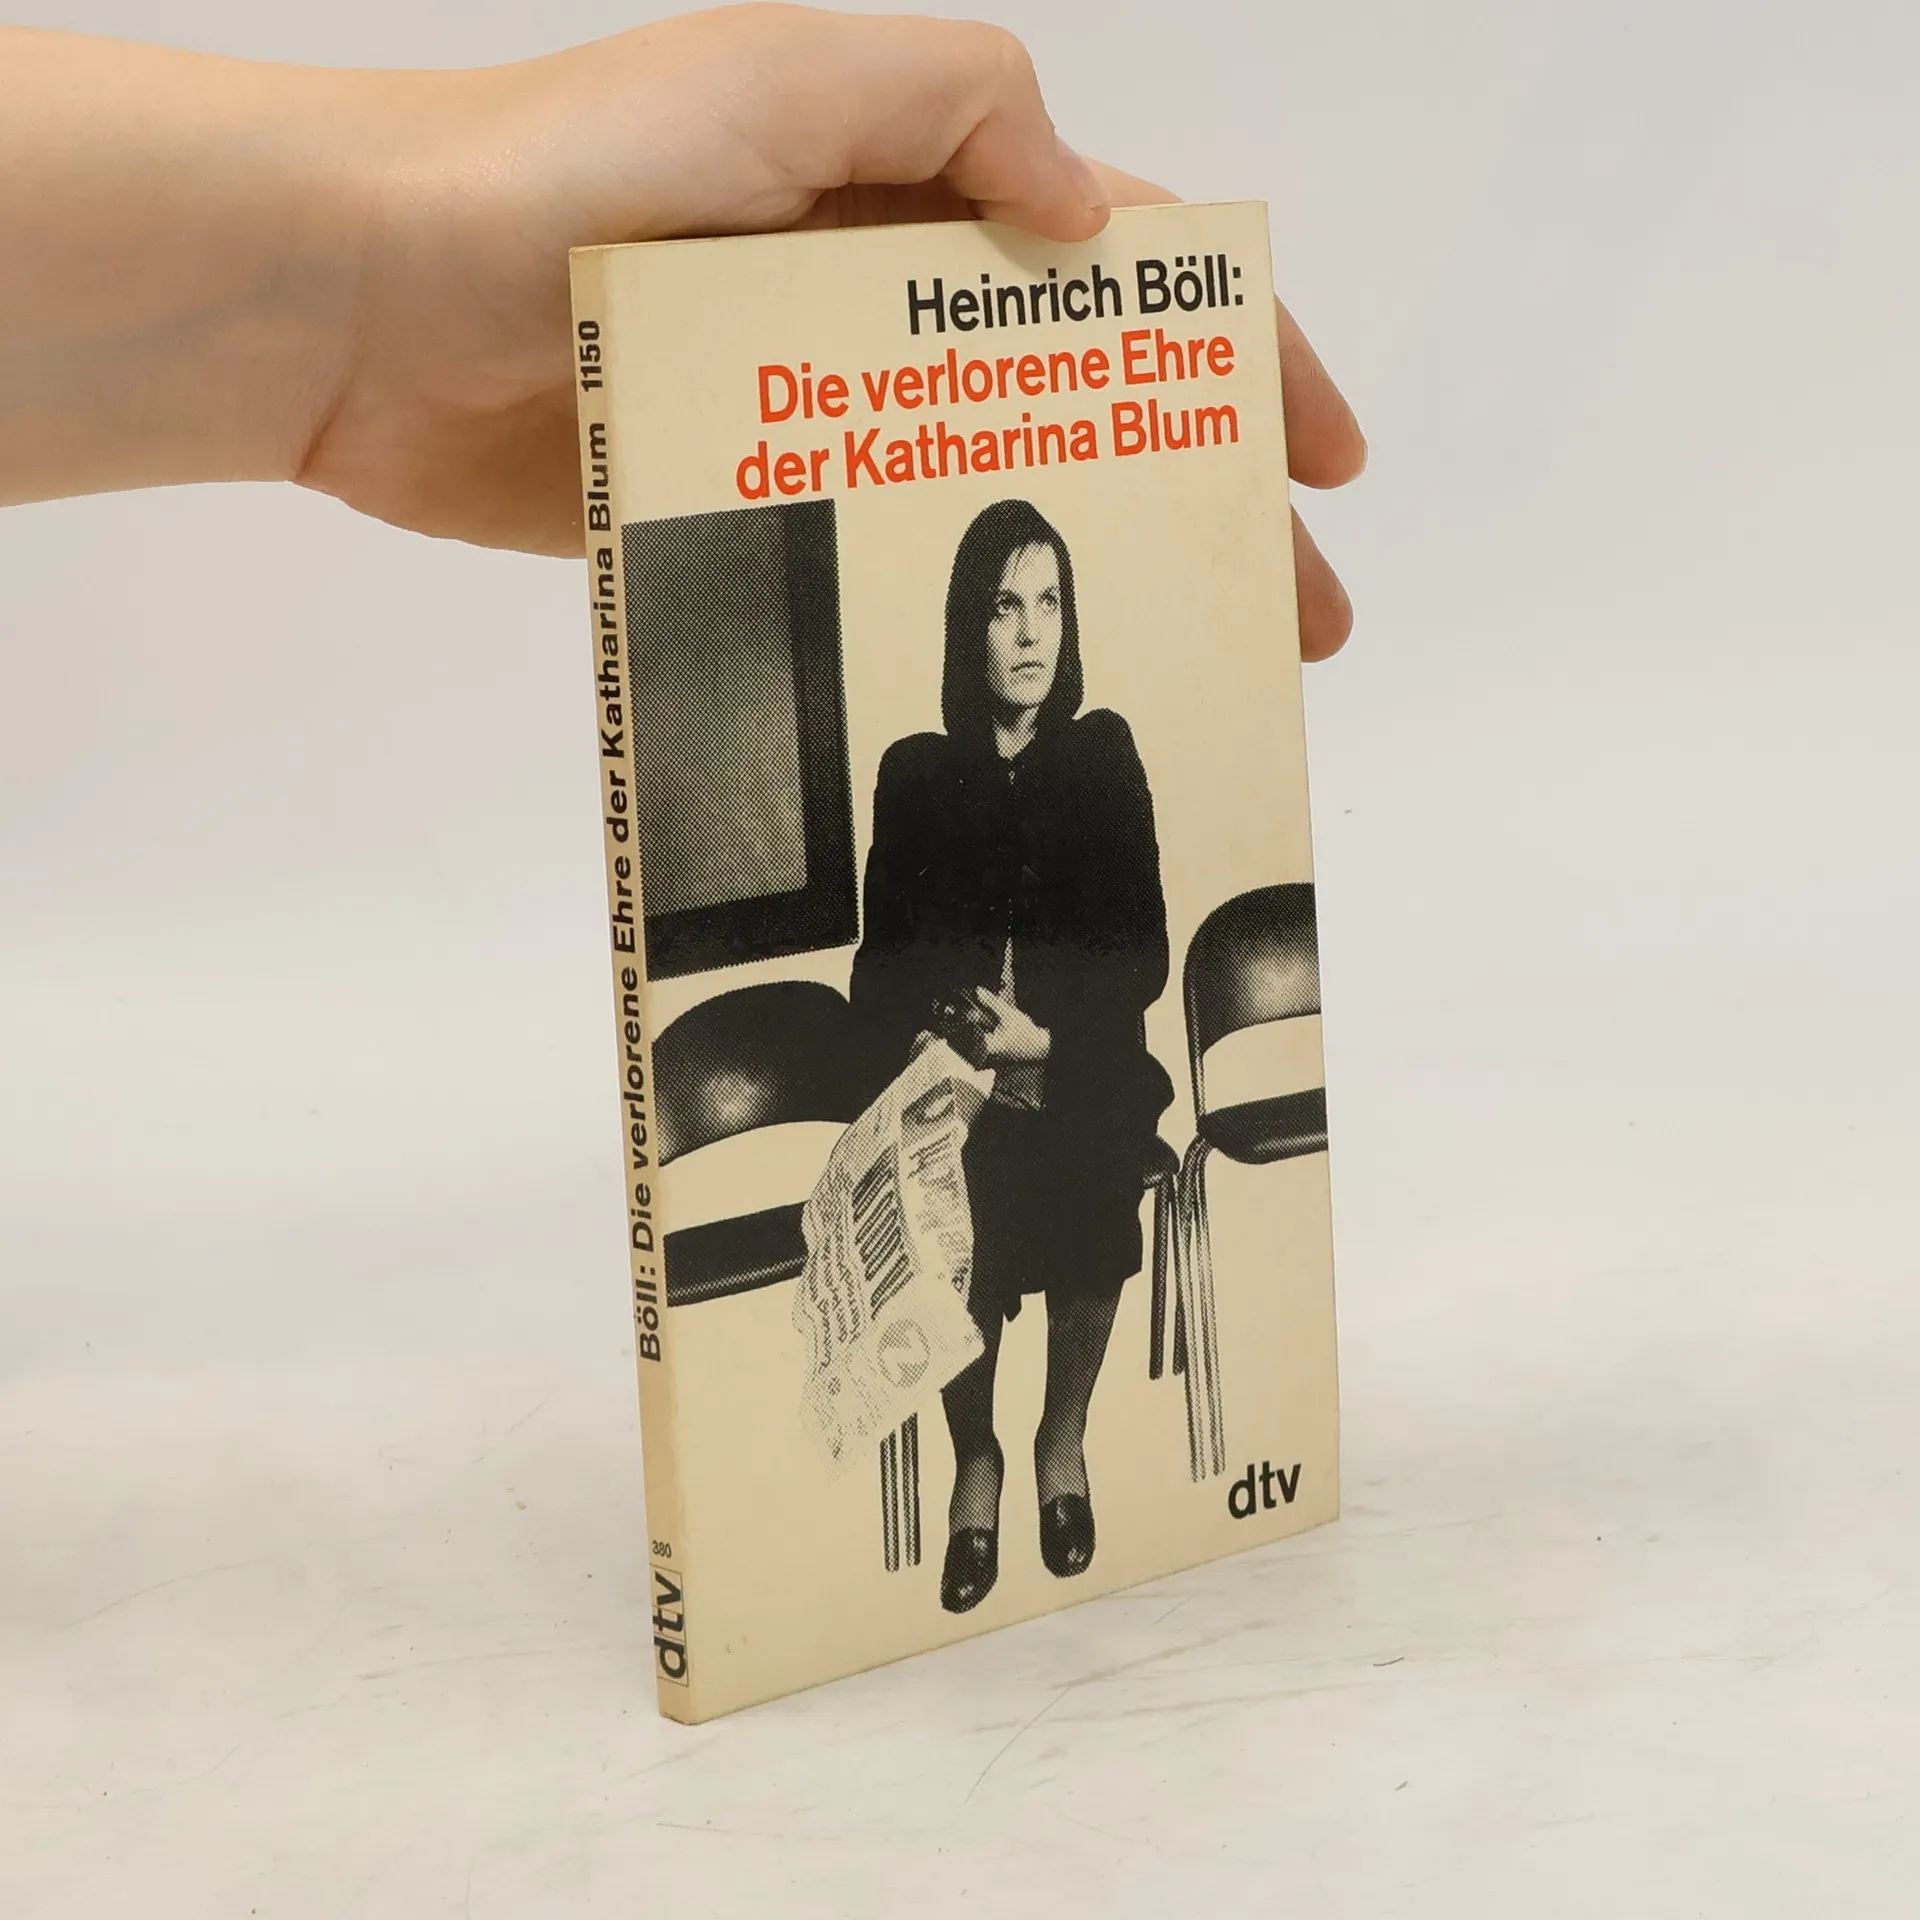 Heinrich Böll:
Die verlorene Ehre
der Katharina Blum
dtv
Böll: Die verlorene Ehre der Katharina Blum 1150
380
dtv